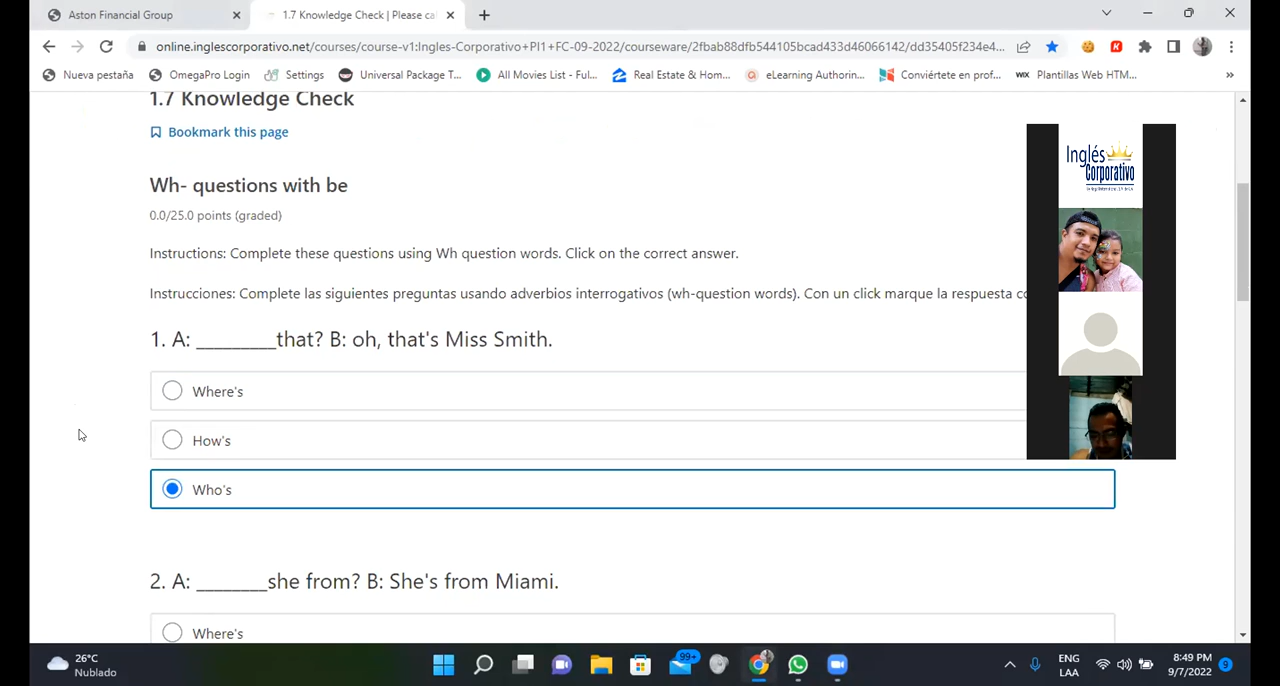 Aston Financial Group
1.7 Knowledge Check | Please ca
online.inglescorporativo.net/courses/course-v1:Ingles-Corporativo+PI1+FC-09-2022/courseware/2fbab88dfb544105bcad433d46066142/dd35405f234e4...
Nueva pestaña
OmegaPro Login
Settings
Universal Package T...
All Movies List - Ful...
Real Estate & Hom...
eLearning Authorin...
Conviértete en prof...
WIX Plantillas Web HTM...
»
1.7 Knowledge Check
Bookmark this page
Inglés
Corporativo
Wh- questions with be
0.0/25.0 points (graded)
Instructions: Complete these questions using Wh question words. Click on the correct answer.
Instrucciones: Complete las siguientes preguntas usando adverbios interrogativos (wh-question words). Con un click marque la respuesta co
1. A: _________that? B: oh, that's Miss Smith.
Where's
How's
Who's
2. A: ________she from? B: She's from Miami.
Where's
26°C
Nublado
99+
ENG
LAA
8:49 PM
9/7/2022
9